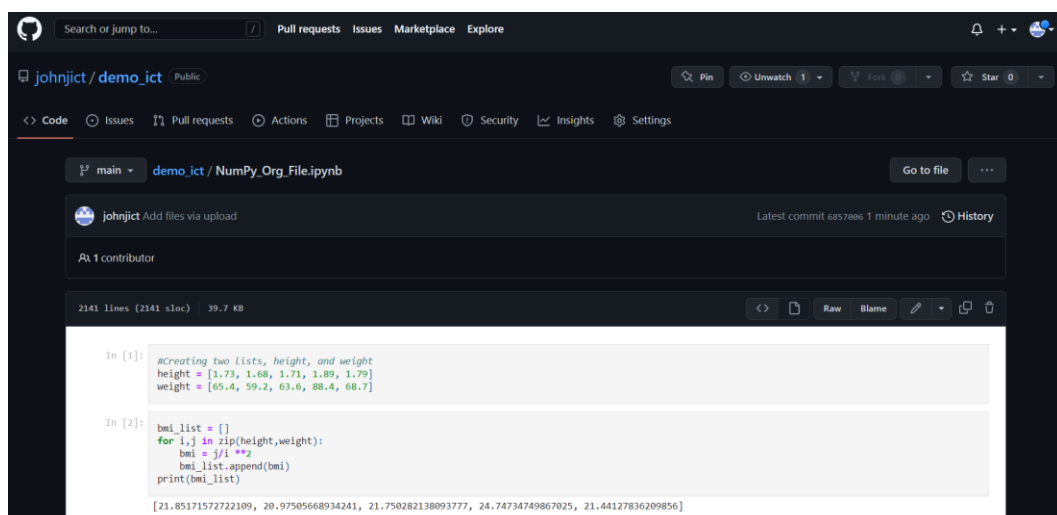 Search or jump to... / Pull requests Issues Marketplace Explore
johnjict / demo_ict Public Pin Unwatch 1 Fork 0 Star 0
<> Code Issues Pull requests Actions Projects Wiki Security Insights Settings
main demo_ict / NumPy_Org_File.ipynb Go to file ...
johnjict Add files via upload Latest commit 6857006 1 minute ago History
1 contributor
2141 lines (2141 sloc) 39.7 KB <> Raw Blame
In [1]: #Creating two lists, height, and weight
height = [1.73, 1.68, 1.71, 1.89, 1.79]
weight = [65.4, 59.2, 63.6, 88.4, 68.7]
In [2]: bmi_list = []
for i,j in zip(height,weight):
    bmi = j/i **2
    bmi_list.append(bmi)
print(bmi_list)
[21.85171572722109, 20.97505668934241, 21.750282138093777, 24.74734749867025, 21.44127836209856]